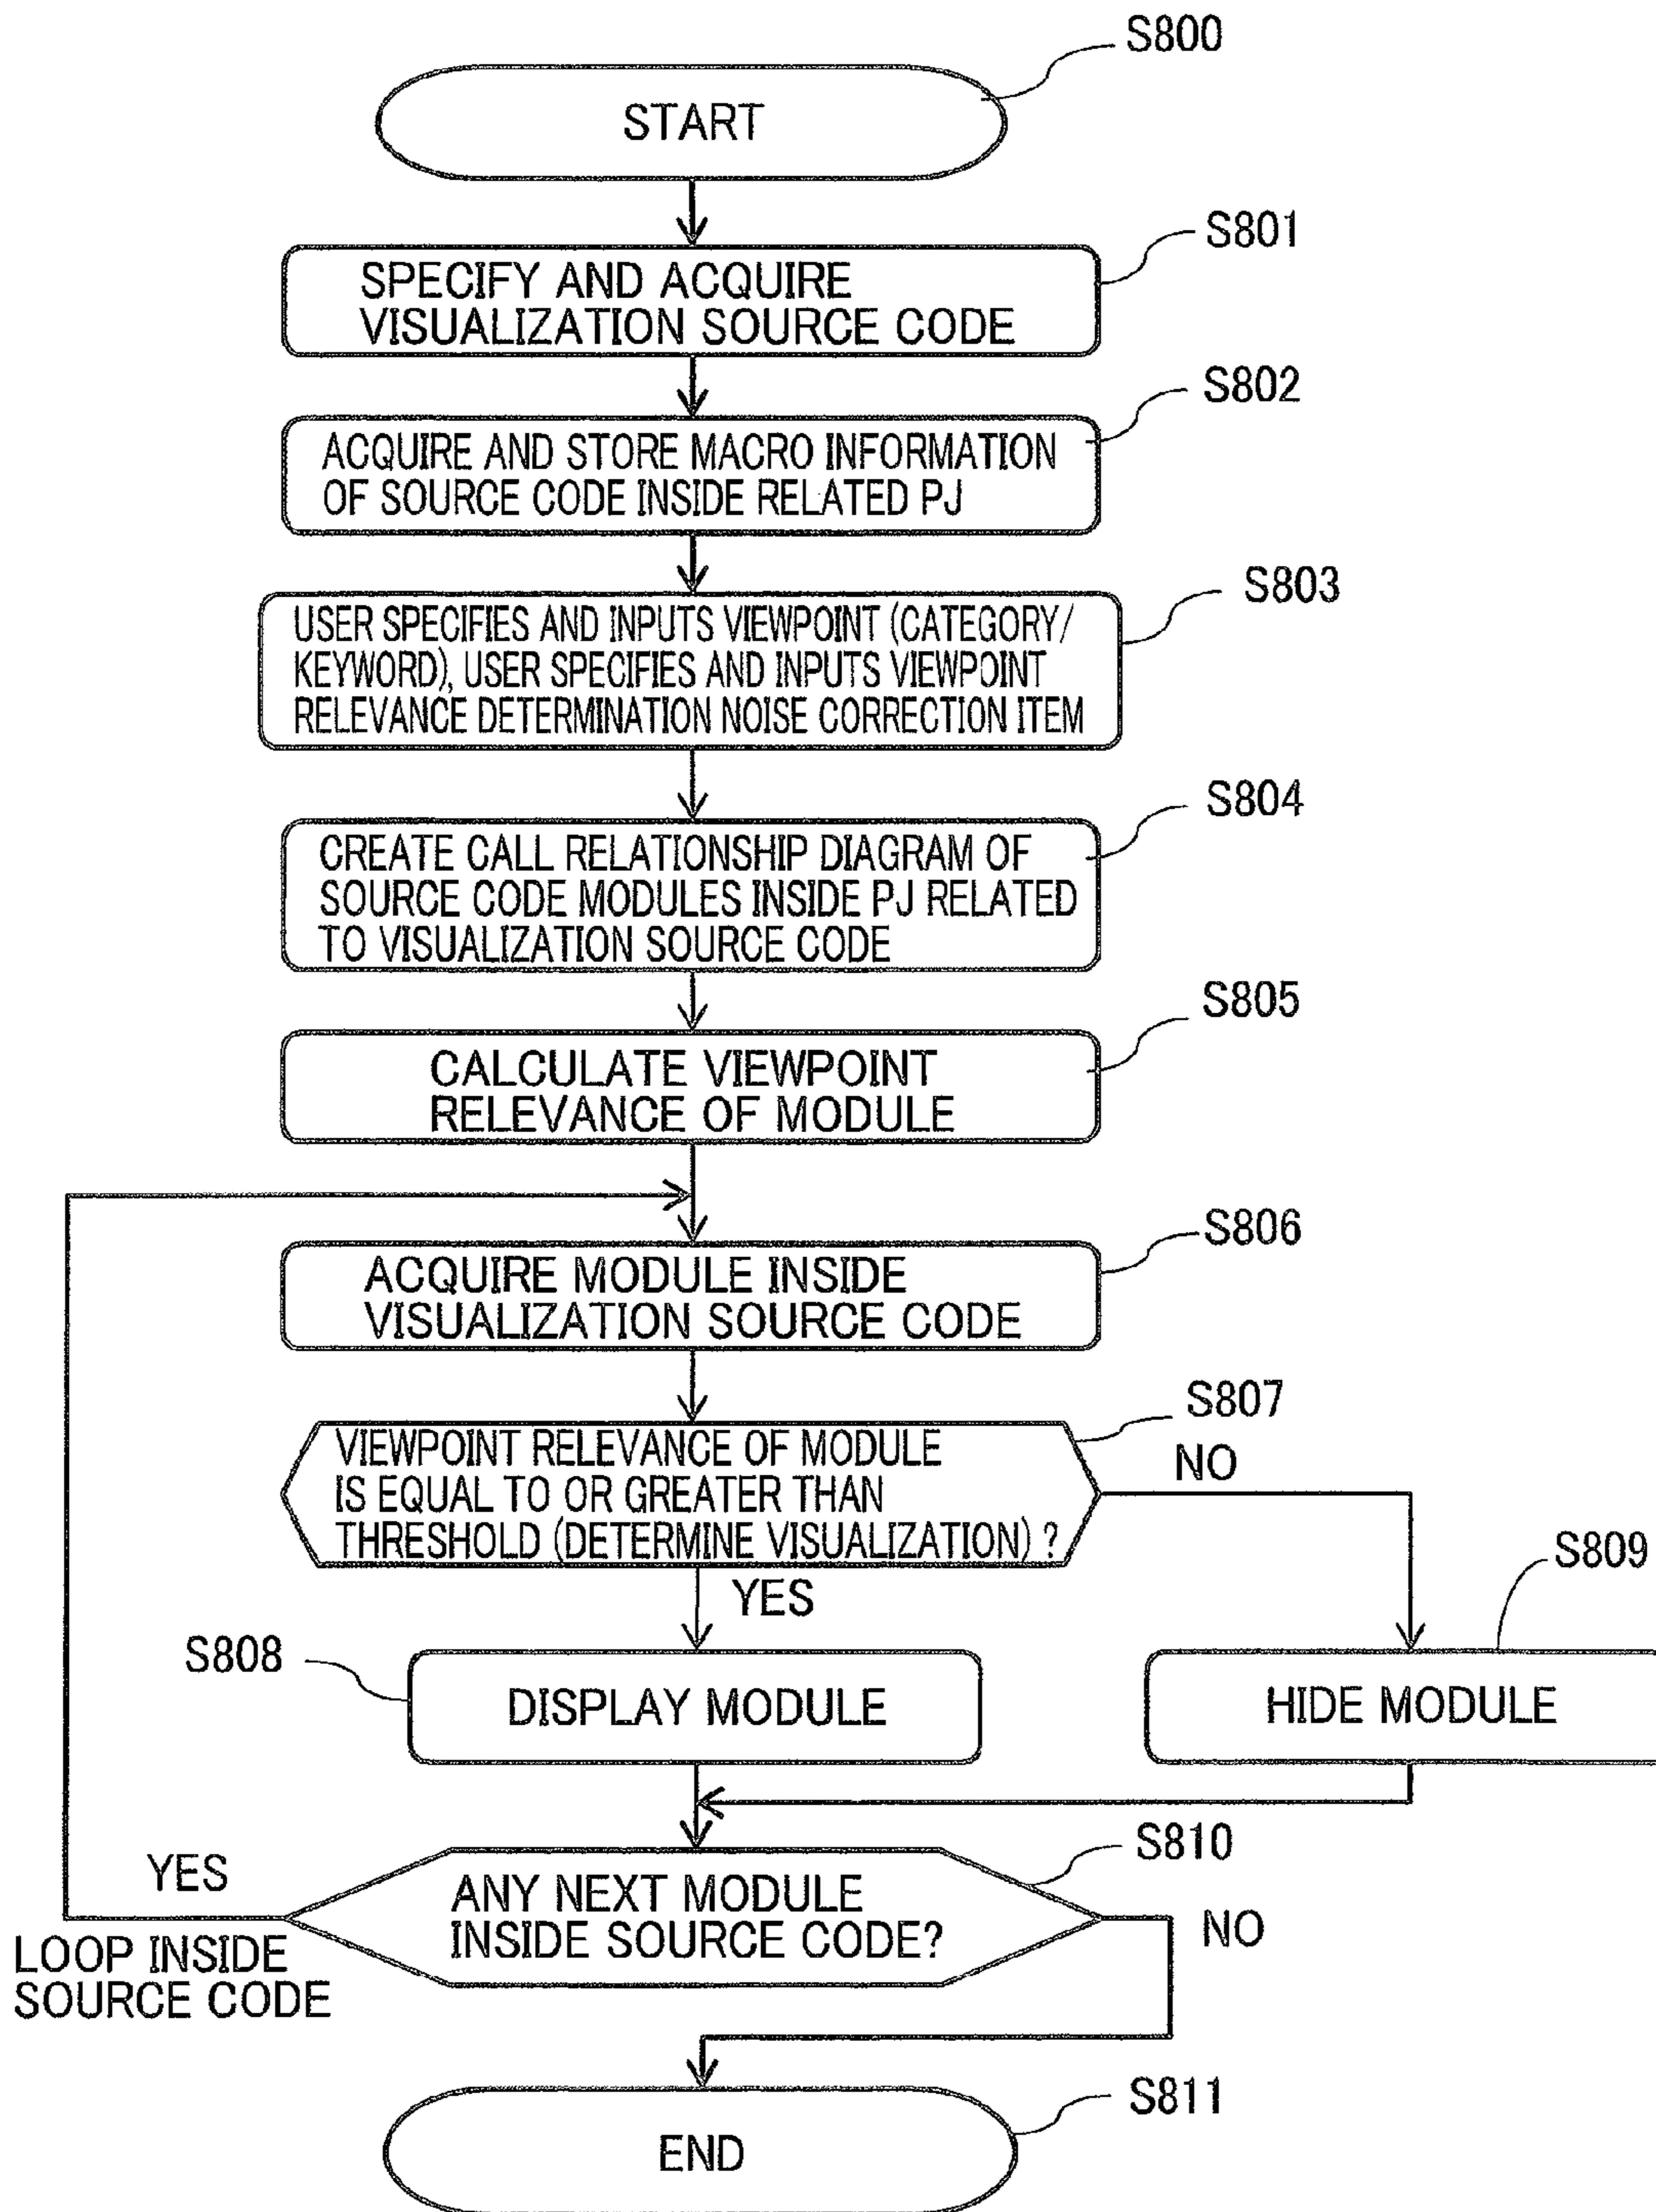 S800
START
S801
SPECIFY AND ACQUIRE
VISUALIZATION SOURCE CODE
S802
ACQUIRE AND STORE MACRO INFORMATION
OF SOURCE CODE INSIDE RELATED PJ
S803
USER SPECIFIES AND INPUTS VIEWPOINT (CATEGORY/
KEYWORD), USER SPECIFIES AND INPUTS VIEWPOINT
RELEVANCE DETERMINATION NOISE CORRECTION ITEM
S804
CREATE CALL RELATIONSHIP DIAGRAM OF
SOURCE CODE MODULES INSIDE PJ RELATED
TO VISUALIZATION SOURCE CODE
S805
CALCULATE VIEWPOINT
RELEVANCE OF MODULE
S806
ACQUIRE MODULE INSIDE
VISUALIZATION SOURCE CODE
S807
VIEWPOINT RELEVANCE OF MODULE
IS EQUAL TO OR GREATER THAN
THRESHOLD (DETERMINE VISUALIZATION) ?
NO
YES
S808
DISPLAY MODULE
S809
HIDE MODULE
S810
ANY NEXT MODULE
INSIDE SOURCE CODE?
YES
LOOP INSIDE
SOURCE CODE
NO
S811
END